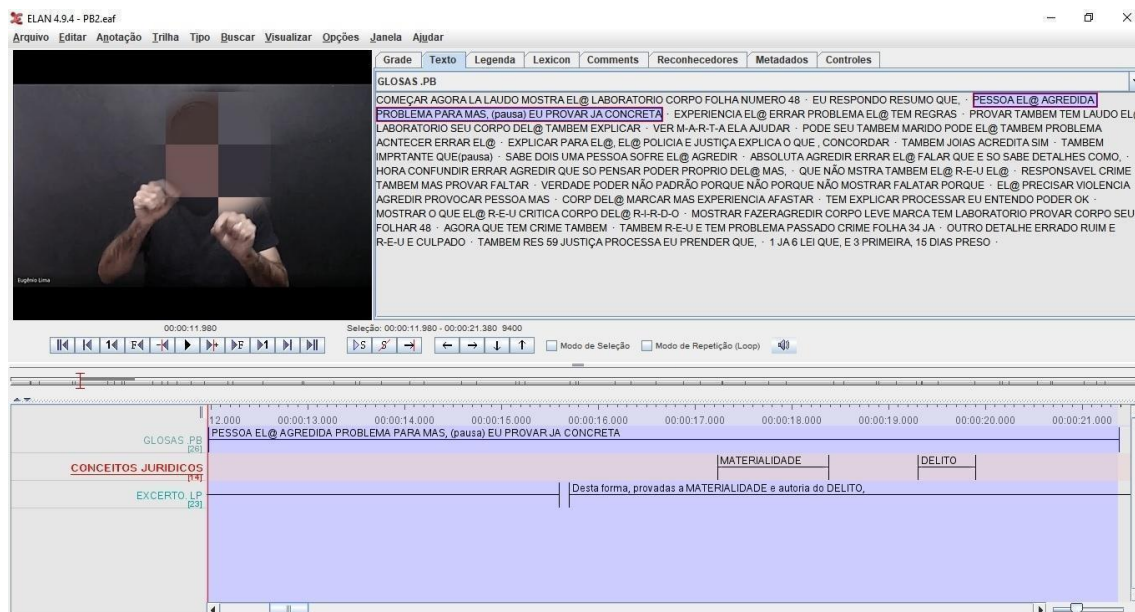 ELAN 4.9.4 - PB2.eaf
Arquivo Editar Anotação Trilha Tipo Buscar Visualizar Opções Janela Ajudar
Grade Texto Legenda Lexicon Comments Reconhecedores Metadados Controles
GLOSAS .PB
COMEÇAR AGORA LA LAUDO MOSTRA EL@ LABORATORIO CORPO FOLHA NUMERO 48 · EU RESPONDO RESUMO QUE, · PESSOA EL@ AGREDIDA
PROBLEMA PARA MAS, (pausa) EU PROVAR JA CONCRETA · EXPERIENCIA EL@ ERRAR PROBLEMA EL@ TEM REGRAS · PROVAR TAMBEM TEM LAUDO EL@
LABORATORIO SEU CORPO DEL@ TAMBEM EXPLICAR · VER M-A-R-T-A ELA AJUDAR · PODE SEU TAMBEM MARIDO PODE EL@ TAMBEM PROBLEMA
ACNTECER ERRAR EL@ · EXPLICAR PARA EL@, EL@ POLICIA E JUSTIÇA EXPLICA O QUE , CONCORDAR · TAMBEM JOIAS ACREDITA SIM · TAMBEM
IMPRTANTE QUE(pausa) · SABE DOIS UMA PESSOA SOFRE EL@ AGREDIR · ABSOLUTA AGREDIR ERRAR EL@ FALAR QUE E SO SABE DETALHES COMO, ·
HORA CONFUNDIR ERRAR AGREDIR QUE SO PENSAR PODER PROPRIO DEL@ MAS, · QUE NÃO MSTRA TAMBEM EL@ R-E-U EL@ · RESPONSAVEL CRIME
TAMBEM MAS PROVAR FALTAR · VERDADE PODER NÃO PADRÃO PORQUE NÃO PORQUE NÃO MOSTRAR FALATAR PORQUE · EL@ PRECISAR VIOLENCIA
AGREDIR PROVOCAR PESSOA MAS · CORP DEL@ MARCAR MAS EXPERIENCIA AFASTAR · TEM EXPLICAR PROCESSAR EU ENTENDO PODER OK ·
MOSTRAR O QUE EL@ R-E-U CRITICA CORPO DEL@ R-I-R-D-O · MOSTRAR FAZERAGREDIR CORPO LEVE MARCA TEM LABORATORIO PROVAR CORPO SEU
FOLHAR 48 · AGORA QUE TEM CRIME TAMBEM · TAMBEM R-E-U E TEM PROBLEMA PASSADO CRIME FOLHA 34 JA · OUTRO DETALHE ERRADO RUIM E
R-E-U E CULPADO · TAMBEM RES 59 JUSTIÇA PROCESSA EU PRENDER QUE, · 1 JA 6 LEI QUE, E 3 PRIMEIRA, 15 DIAS PRESO ·
Eugênio Lima
00:00:11.980
Seleção: 00:00:11.980 - 00:00:21.380 9400
Modo de Seleção
Modo de Repetição (Loop)
12.000 00:00:13.000 00:00:14.000 00:00:15.000 00:00:16.000 00:00:17.000 00:00:18.000 00:00:19.000 00:00:20.000 00:00:21.000
GLOSAS .PB
[26]
PESSOA EL@ AGREDIDA PROBLEMA PARA MAS, (pausa) EU PROVAR JA CONCRETA
CONCEITOS JURIDICOS
[14]
MATERIALIDADE DELITO
EXCERTO.LP
[23]
Desta forma, provadas a MATERIALIDADE e autoria do DELITO,